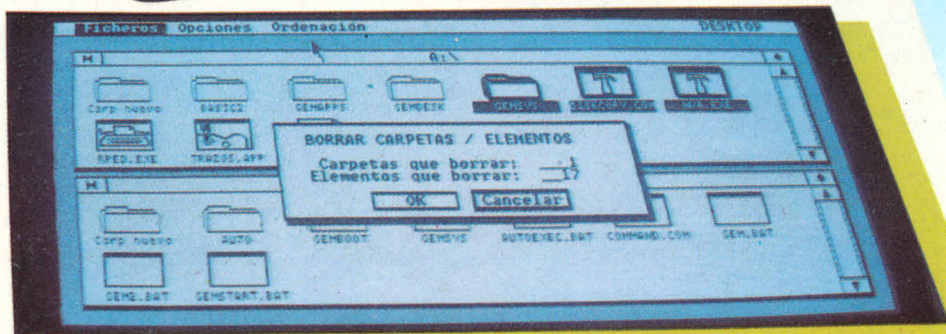 Ficheros Opciones Ordenación DESKTOP
A:\
Carp nuevo BASIC2 GEMAPPS GEMDESK GEMSYS DISKCOPY.COM
RPED.EXE TRAZOS.APP
BORRAR CARPETAS / ELEMENTOS
Carpetas que borrar: 1
Elementos que borrar: 17
OK Cancelar
Carp nuevo AUTO GEMBOOT GEMSYS AUTOEXEC.BAT COMMAND.COM GEM.BAT
GEM2.BAT GEMSTART.BAT